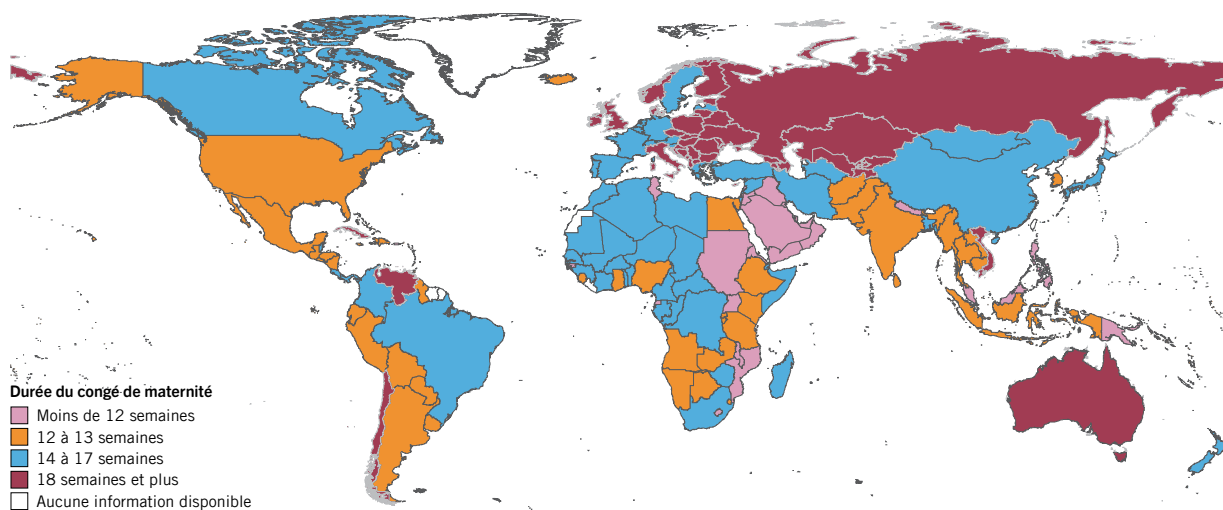 Durée du congé de maternité
Moins de 12 semaines
12 à 13 semaines
14 à 17 semaines
18 semaines et plus
Aucune information disponible